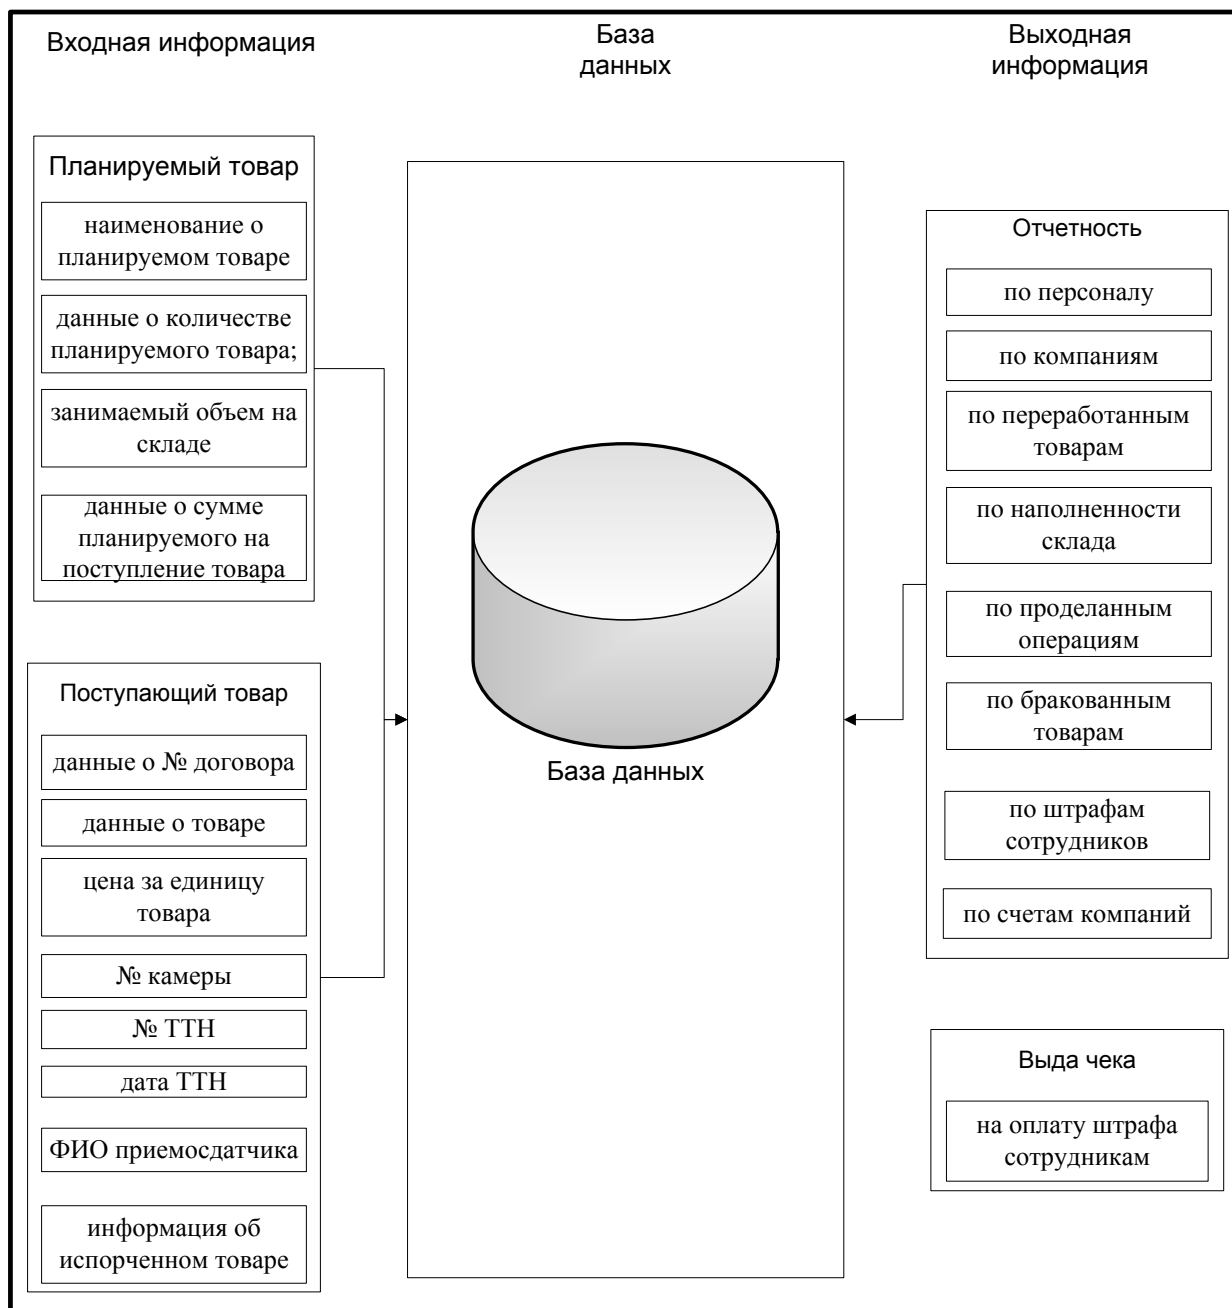 Входная информация
База
данных
Выходная
информация
Планируемый товар
наименование о
планируемом товаре
данные о количестве
планируемого товара;
занимаемый объем на
складе
данные о сумме
планируемого на
поступление товара
Поступающий товар
данные о № договора
данные о товаре
цена за единицу
товара
№ камеры
№ ТТН
дата ТТН
ФИО приемосдатчика
информация об
испорченном товаре
База данных
Отчетность
по персоналу
по компаниям
по переработанным
товарам
по наполненности
склада
по проделанным
операциям
по бракованным
товарам
по штрафам
сотрудников
по счетам компаний
Выда чека
на оплату штрафа
сотрудникам